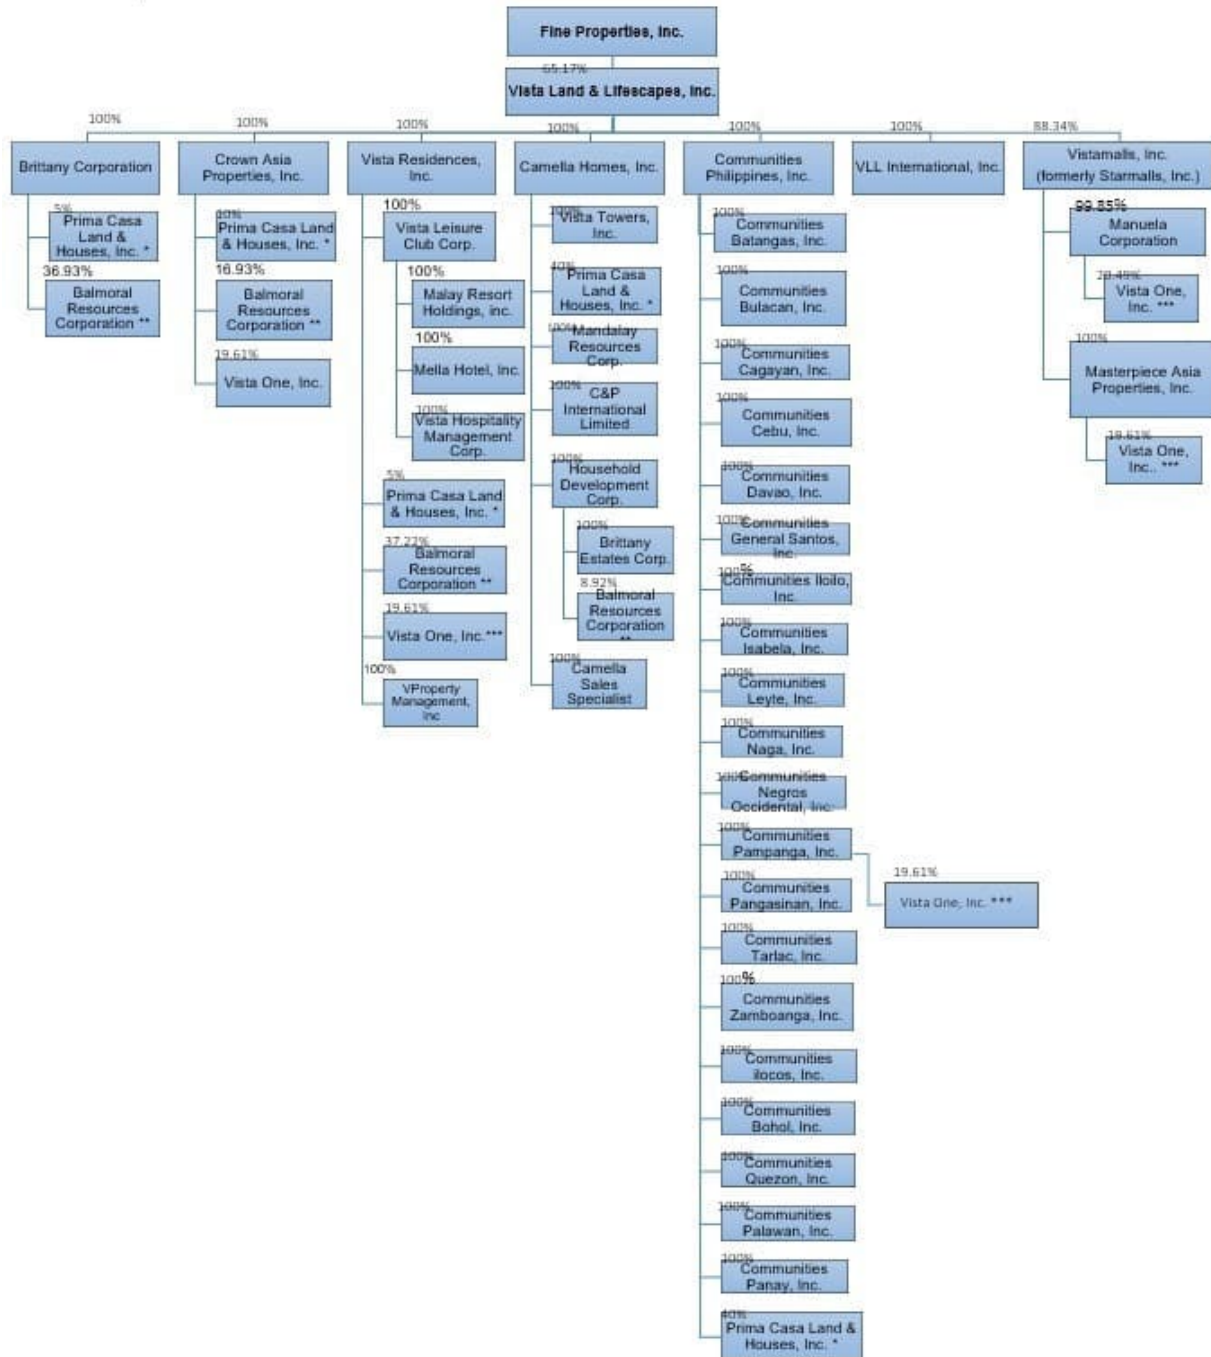 Fine Properties, Inc.
65.17%
Vista Land & Lifescapes, Inc.
100%
100%
100%
100%
100%
100%
88.34%
Brittany Corporation
Crown Asia
Properties, Inc.
Vista Residences,
Inc.
Camella Homes, Inc.
Communities
Philippines, Inc.
VLL International, Inc.
Vistamalls, Inc.
(formerly Starmalls, Inc.)
5%
Prima Casa
Land &
Houses, Inc. *
36.93%
Balmoral
Resources
Corporation **
10%
Prima Casa Land
& Houses, Inc. *
16.93%
Balmoral
Resources
Corporation **
19.61%
Vista One, Inc.
100%
Vista Leisure
Club Corp.
100%
Malay Resort
Holdings, inc.
100%
Mella Hotel, Inc.
100%
Vista Hospitality
Management
Corp.
5%
Prima Casa Land
& Houses, Inc. *
37.22%
Balmoral
Resources
Corporation **
19.61%
Vista One, Inc.***
100%
VProperty
Management,
Inc
100%
Vista Towers,
Inc.
40%
Prima Casa
Land &
Houses, Inc. *
100%
Mandalay
Resources
Corp.
100%
C&P
International
Limited
100%
Household
Development
Corp.
100%
Brittany
Estates Corp.
8.92%
Balmoral
Resources
Corporation
**
100%
Camella
Sales
Specialist
100%
Communities
Batangas, Inc.
100%
Communities
Bulacan, Inc.
100%
Communities
Cagayan, Inc.
100%
Communities
Cebu, Inc.
100%
Communities
Davao, Inc.
100%
Communities
General Santos,
Inc.
100%
%
Communities Iloilo,
Inc.
100%
Communities
Isabela, Inc.
100%
Communities
Leyte, Inc.
100%
Communities
Naga, Inc.
100%
Communities
Negros
Occidental, Inc.
100%
Communities
Pampanga, Inc.
19.61%
Vista One, Inc. ***
100%
Communities
Pangasinan, Inc.
100%
Communities
Tarlac, Inc.
100%
Communities
Zamboanga, Inc.
100%
Communities
ilocos, Inc.
100%
Communities
Bohol, Inc.
100%
Communities
Quezon, Inc.
100%
Communities
Palawan, Inc.
100%
Communities
Panay, Inc.
40%
Prima Casa Land &
Houses, Inc. *
99.85%
Manuela
Corporation
Vista One,
Inc. ***
100%
Masterpiece Asia
Properties, Inc.
19.61%
Vista One,
Inc.. ***